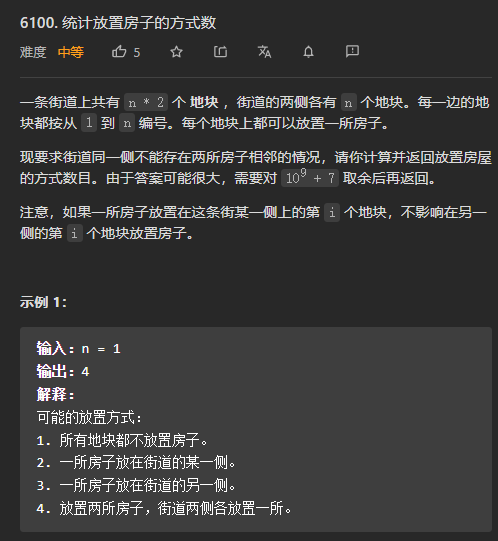 6100. 统计放置房子的方式数
难度 中等 5
一条街道上共有 n * 2 个 地块 ，街道的两侧各有 n 个地块。每一边的地
块都按从 1 到 n 编号。每个地块上都可以放置一所房子。
现要求街道同一侧不能存在两所房子相邻的情况，请你计算并返回放置房屋
的方式数目。由于答案可能很大，需要对 10⁹ + 7 取余后再返回。
注意，如果一所房子放置在这条街某一侧上的第 i 个地块，不影响在另一
侧的第 i 个地块放置房子。
示例 1：
输入：n = 1
输出：4
解释：
可能的放置方式：
1. 所有地块都不放置房子。
2. 一所房子放在街道的某一侧。
3. 一所房子放在街道的另一侧。
4. 放置两所房子，街道两侧各放置一所。